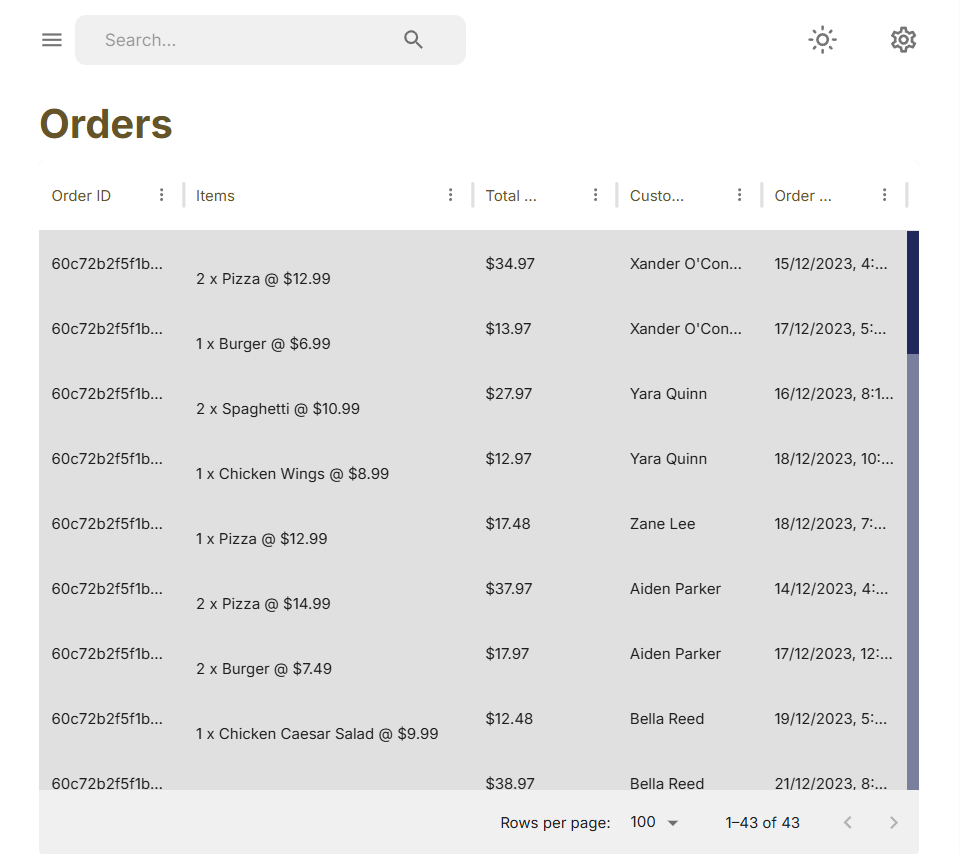 Search...
Orders
Order ID Items Total ... Custo... Order ...
60c72b2f5f1b... 2 x Pizza @ $12.99 $34.97 Xander O'Con... 15/12/2023, 4:...
60c72b2f5f1b... 1 x Burger @ $6.99 $13.97 Xander O'Con... 17/12/2023, 5:...
60c72b2f5f1b... 2 x Spaghetti @ $10.99 $27.97 Yara Quinn 16/12/2023, 8:1...
60c72b2f5f1b... 1 x Chicken Wings @ $8.99 $12.97 Yara Quinn 18/12/2023, 10:...
60c72b2f5f1b... 1 x Pizza @ $12.99 $17.48 Zane Lee 18/12/2023, 7:...
60c72b2f5f1b... 2 x Pizza @ $14.99 $37.97 Aiden Parker 14/12/2023, 4:...
60c72b2f5f1b... 2 x Burger @ $7.49 $17.97 Aiden Parker 17/12/2023, 12:...
60c72b2f5f1b... 1 x Chicken Caesar Salad @ $9.99 $12.48 Bella Reed 19/12/2023, 5:...
60c72b2f5f1b... $38.97 Bella Reed 21/12/2023, 8:...
Rows per page: 100 1–43 of 43